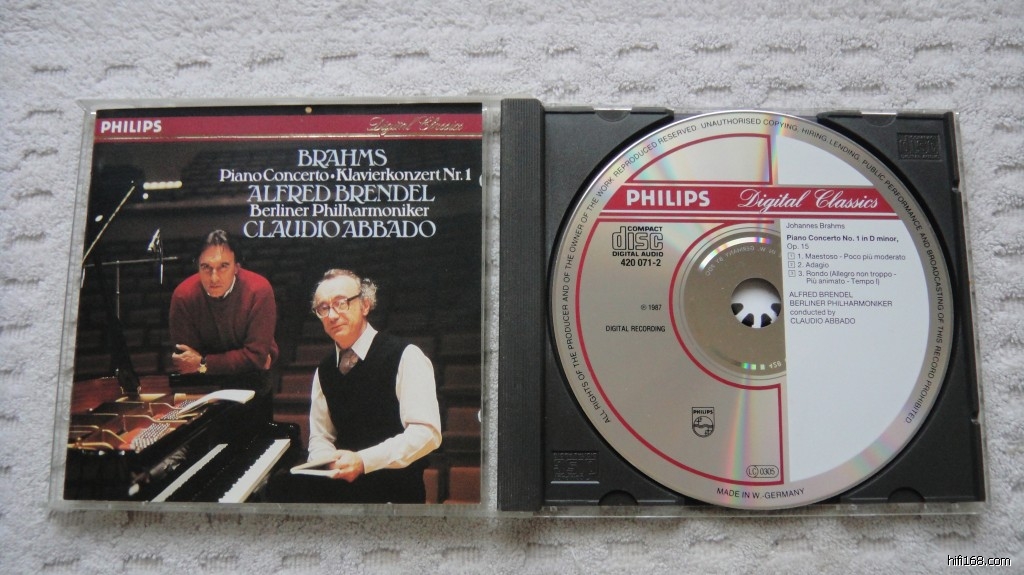 PHILIPS
Digital Classics
BRAHMS
Piano Concerto • Klavierkonzert Nr.1
ALFRED BRENDEL
Berliner Philharmoniker
CLAUDIO ABBADO
ALL RIGHTS OF THE PRODUCER AND OF THE OWNER OF THE WORK REPRODUCED RESERVED. UNAUTHORISED COPYING, HIRING, LENDING, PUBLIC PERFORMANCE AND BROADCASTING OF THIS RECORD PROHIBITED
PHILIPS
Digital Classics
COMPACT
disc
DIGITAL AUDIO
420 071-2
℗ 1987
DIGITAL RECORDING
Johannes Brahms
Piano Concerto No. 1 in D minor,
Op. 15
1 1. Maestoso - Poco più moderato
2 2. Adagio
3 3. Rondo (Allegro non troppo -
Più animato - Tempo I)
ALFRED BRENDEL
BERLINER PHILHARMONIKER
conducted by
CLAUDIO ABBADO
PHILIPS
LC 0305
MADE IN W.-GERMANY
hifi168.com